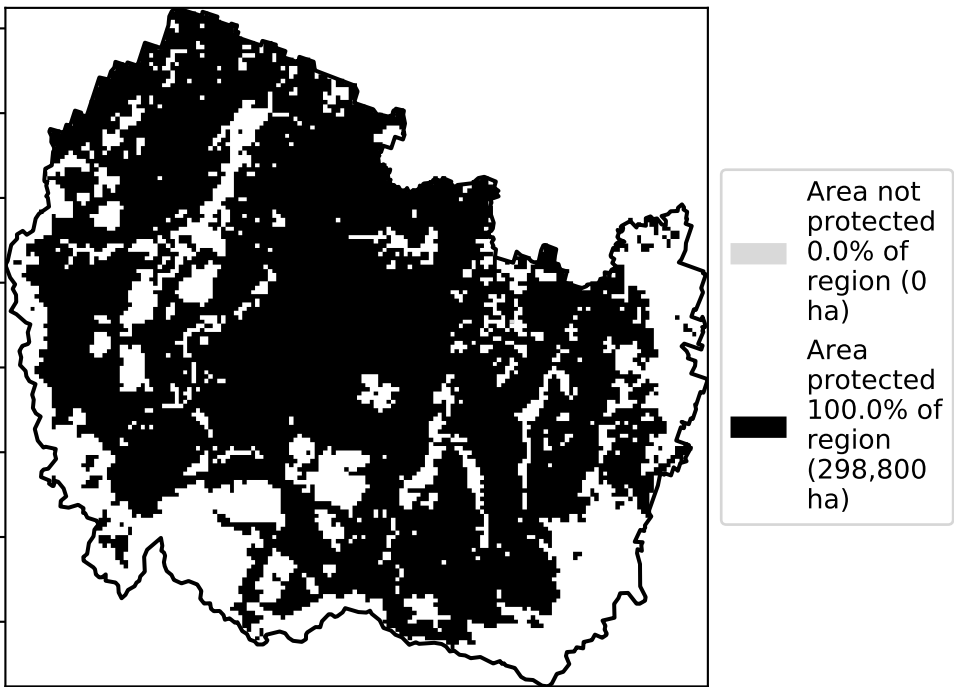 Area not
protected
0.0% of
region (0
ha)
Area
protected
100.0% of
region
(298,800
ha)